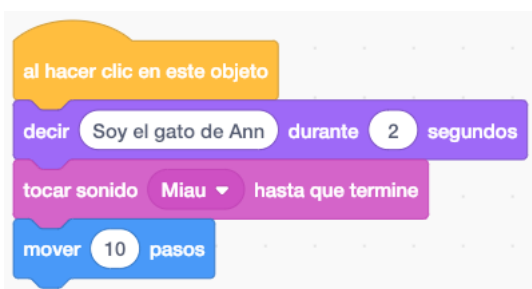 al hacer clic en este objeto
decir Soy el gato de Ann durante 2 segundos
tocar sonido Miau hasta que termine
mover 10 pasos